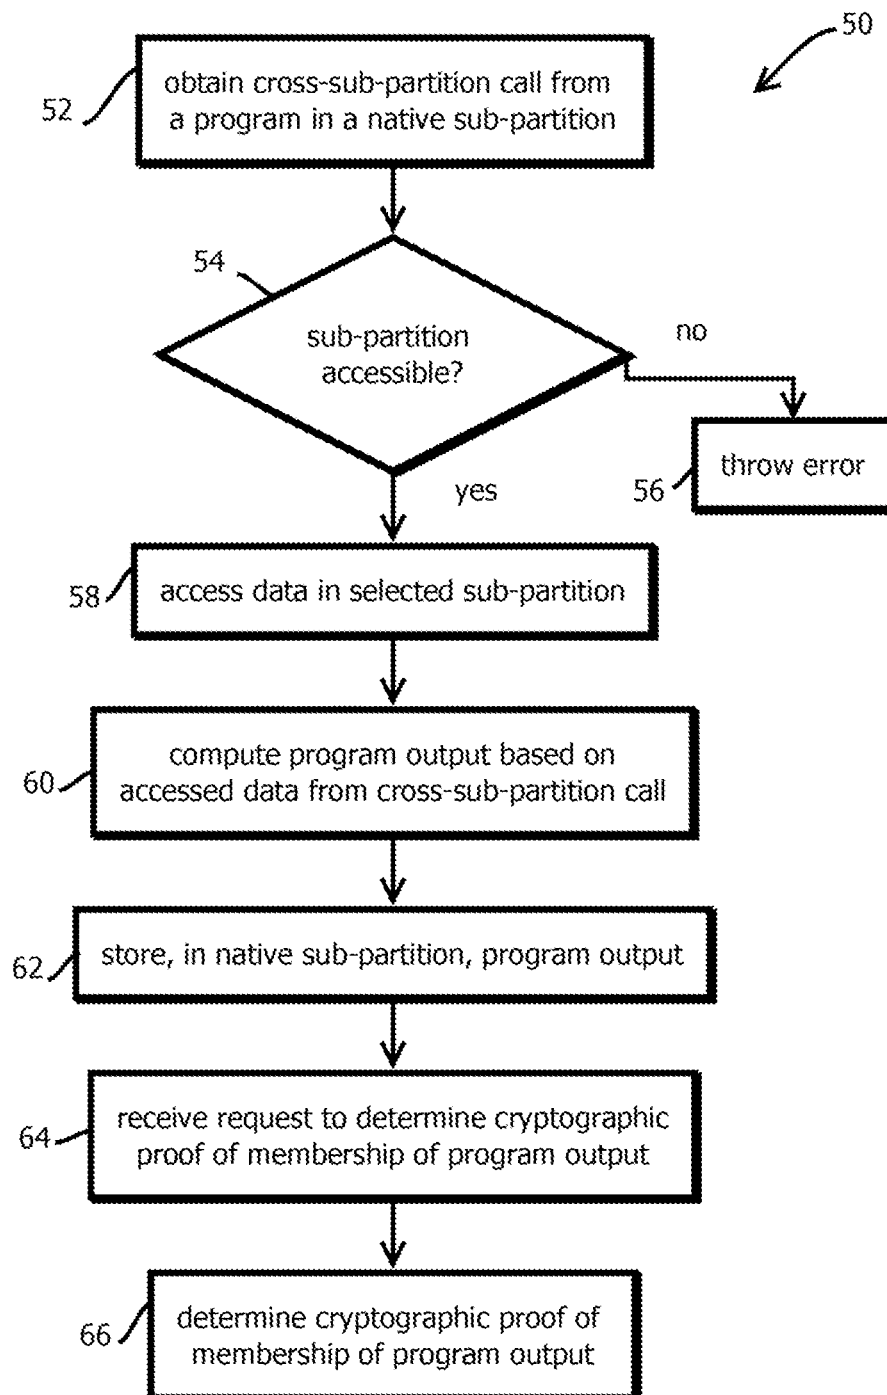 50
52
obtain cross-sub-partition call from
a program in a native sub-partition
54
sub-partition
accessible?
no
yes
56
throw error
58
access data in selected sub-partition
60
compute program output based on
accessed data from cross-sub-partition call
62
store, in native sub-partition, program output
64
receive request to determine cryptographic
proof of membership of program output
66
determine cryptographic proof of
membership of program output